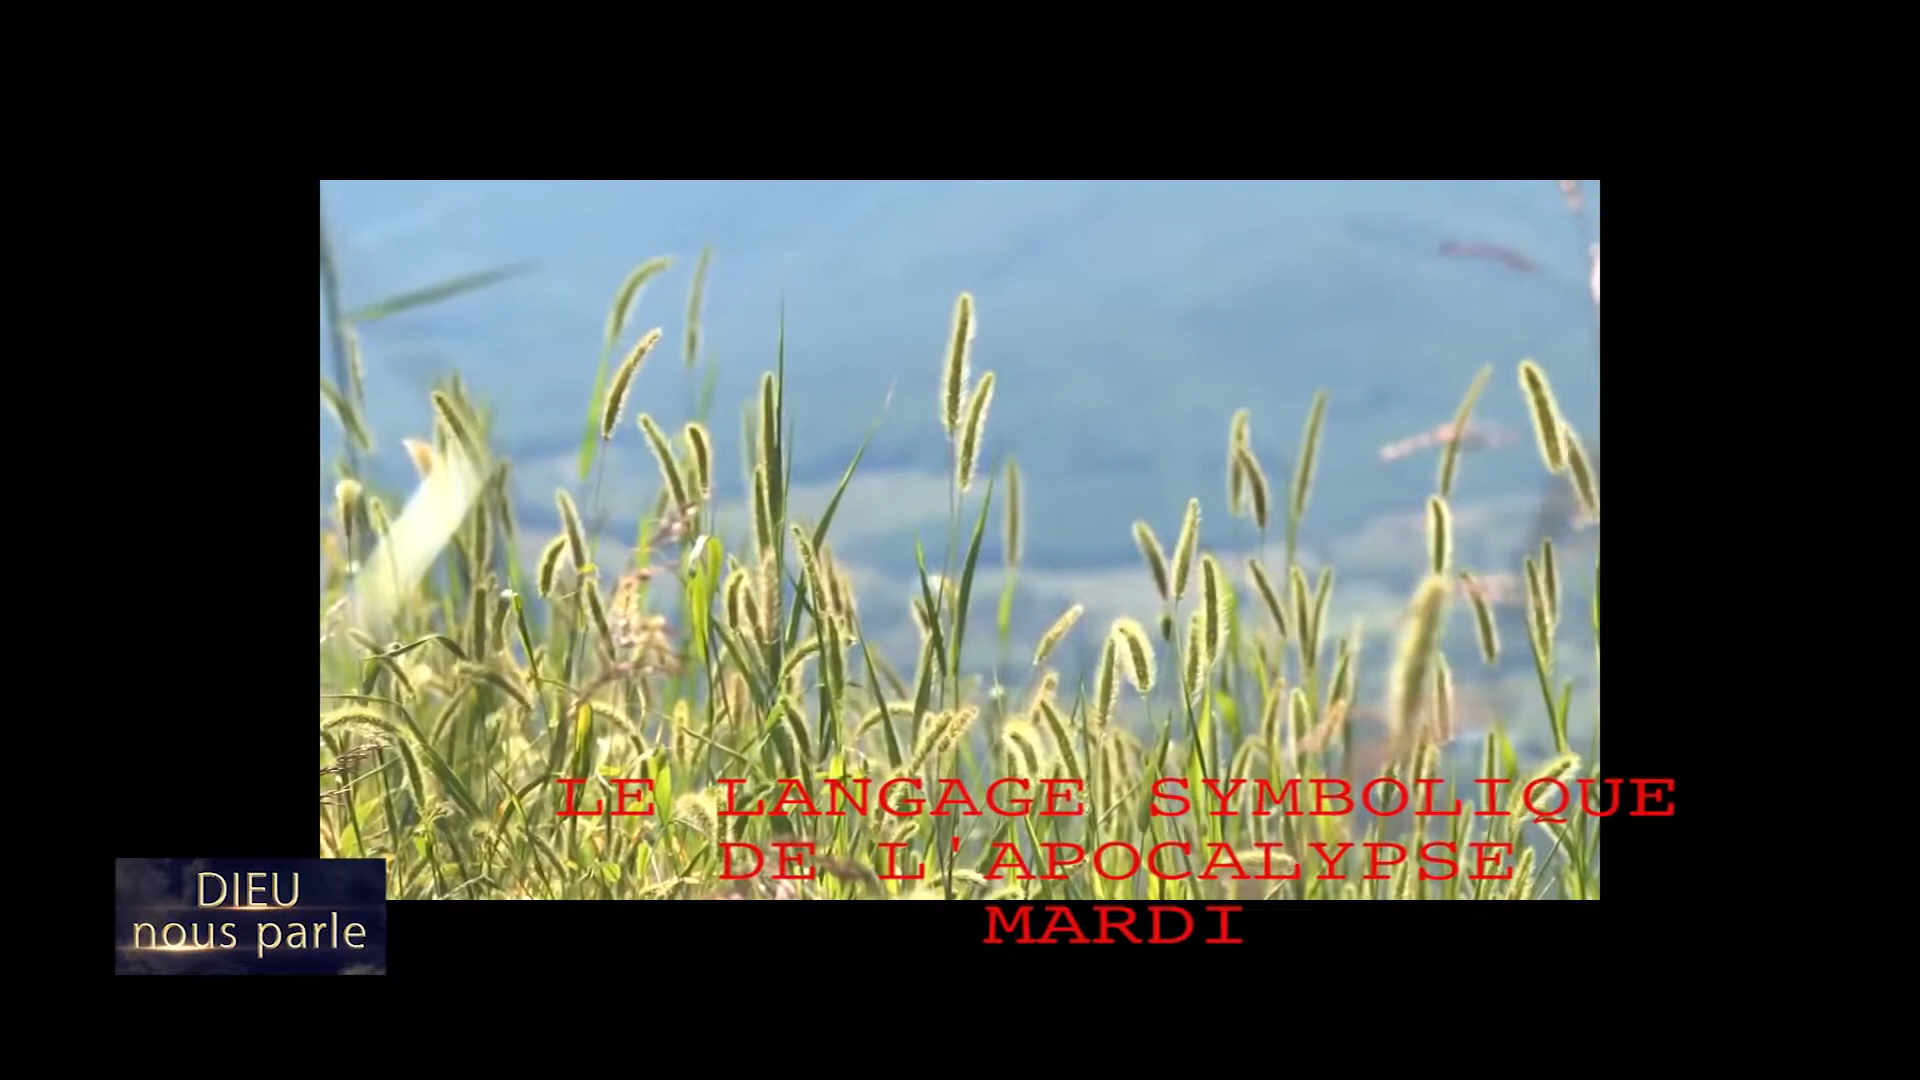 LE LANGAGE SYMBOLIQUE
DE L'APOCALYPSE
MARDI
DIEU
nous parle